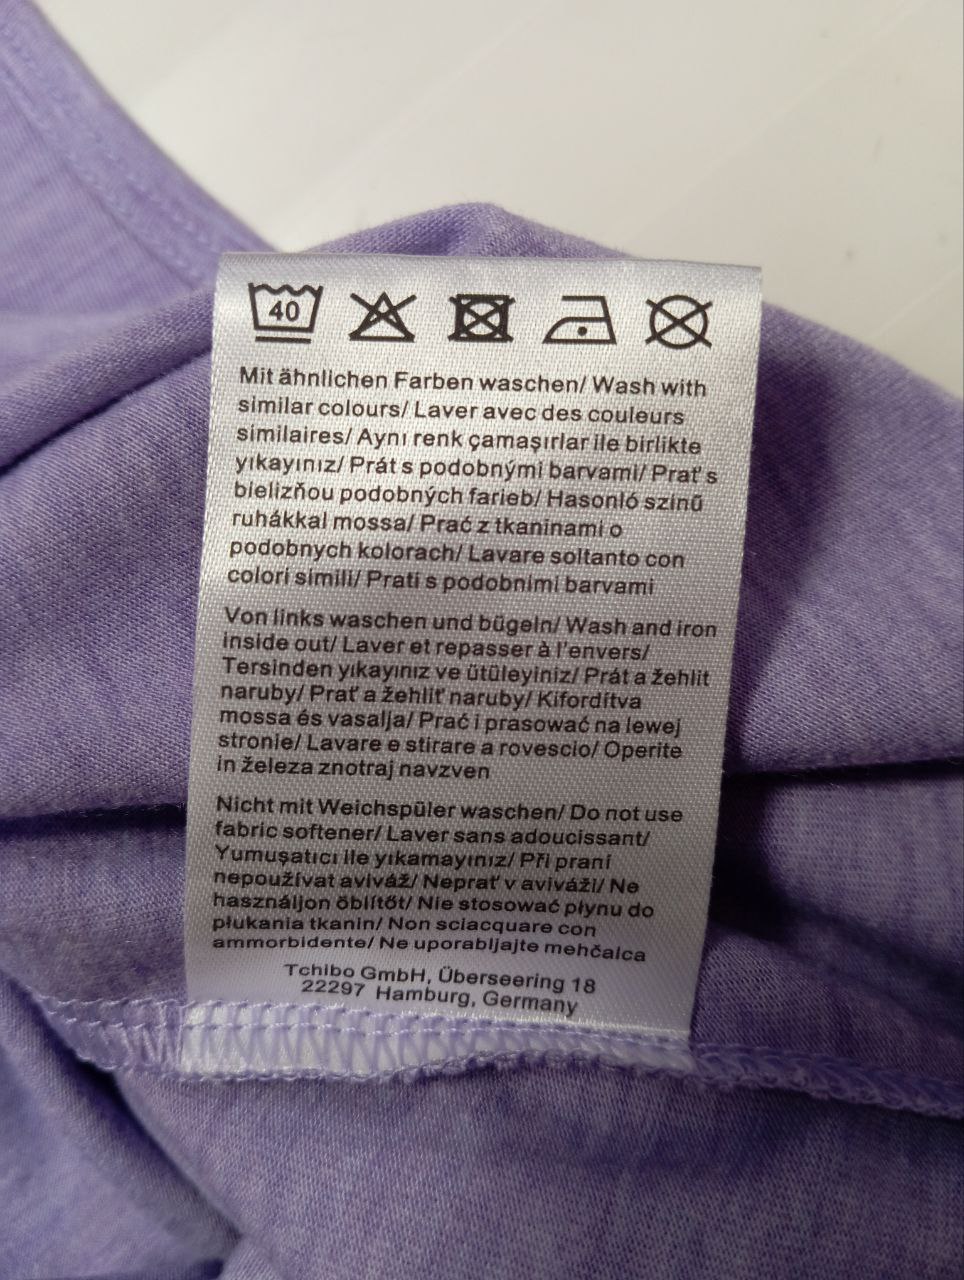 40
Mit ähnlichen Farben waschen/ Wash with
similar colours/ Laver avec des couleurs
similaires/ Aynı renk çamaşırlar ile birlikte
yıkayınız/ Prát s podobnými barvami/ Prať s
bielizňou podobných farieb/ Hasonló színű
ruhákkal mossa/ Prać z tkaninami o
podobnych kolorach/ Lavare soltanto con
colori simili/ Prati s podobnimi barvami
Von links waschen und bügeln/ Wash and iron
inside out/ Laver et repasser à l'envers/
Tersinden yıkayınız ve ütüleyiniz/ Prát a žehlit
naruby/ Prať a žehliť naruby/ Kifordítva
mossa és vasalja/ Prać i prasować na lewej
stronie/ Lavare e stirare a rovescio/ Operite
in železa znotraj navzven
Nicht mit Weichspüler waschen/ Do not use
fabric softener/ Laver sans adoucissant/
Yumuşatıcı ile yıkamayınız/ Při praní
nepoužívat aviváž/ Neprať v aviváži/ Ne
használjon öblítőt/ Nie stosować płynu do
płukania tkanin/ Non sciacquare con
ammorbidente/ Ne uporabljajte mehčalca
Tchibo GmbH, Überseering 18
22297 Hamburg, Germany